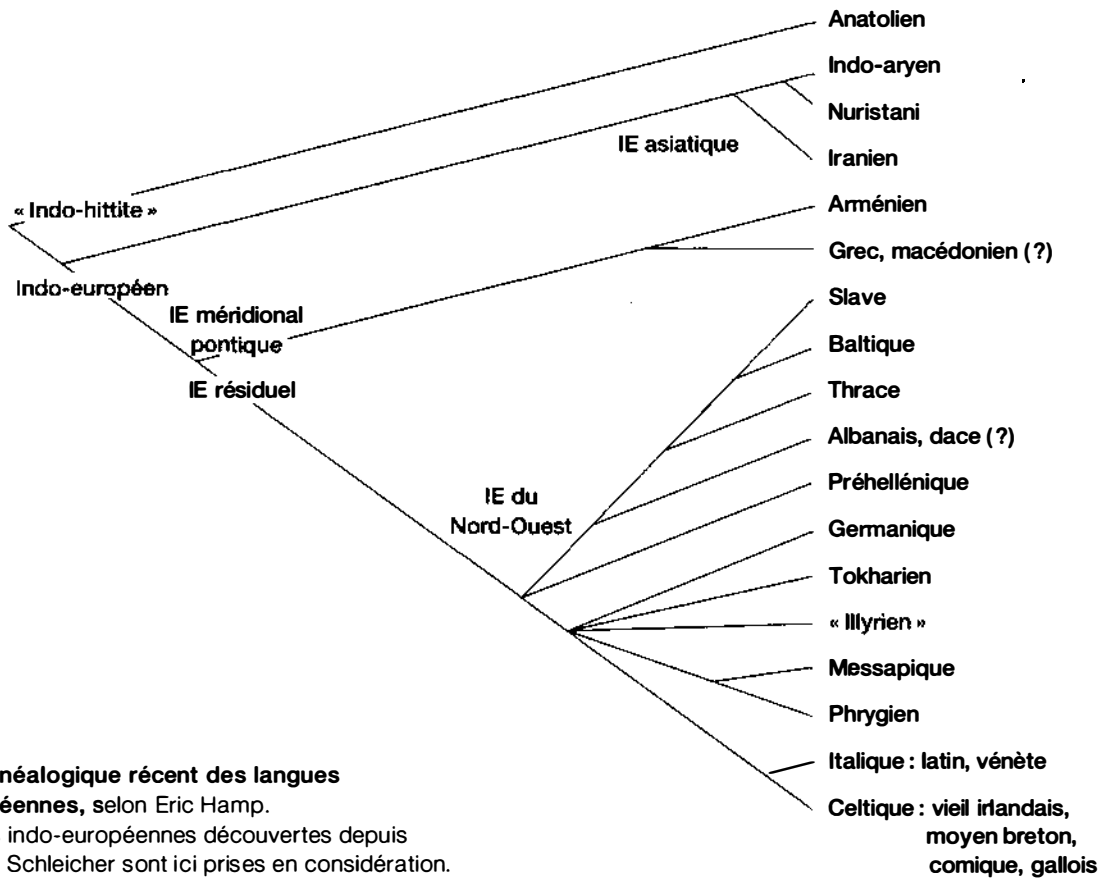 Anatolien
Indo-aryen
Nuristani
IE asiatique
Iranien
« Indo-hittite »
Arménien
Grec, macédonien (?)
Indo-européen
Slave
IE méridional
pontique
Baltique
IE résiduel
Thrace
Albanais, dace (?)
Préhellénique
IE du
Nord-Ouest
Germanique
Tokharien
« Illyrien »
Messapique
Phrygien
Italique : latin, vénète
Celtique : vieil irlandais,
moyen breton,
comique, gallois
néalogique récent des langues
éennes, selon Eric Hamp.
indo-européennes découvertes depuis
Schleicher sont ici prises en considération.